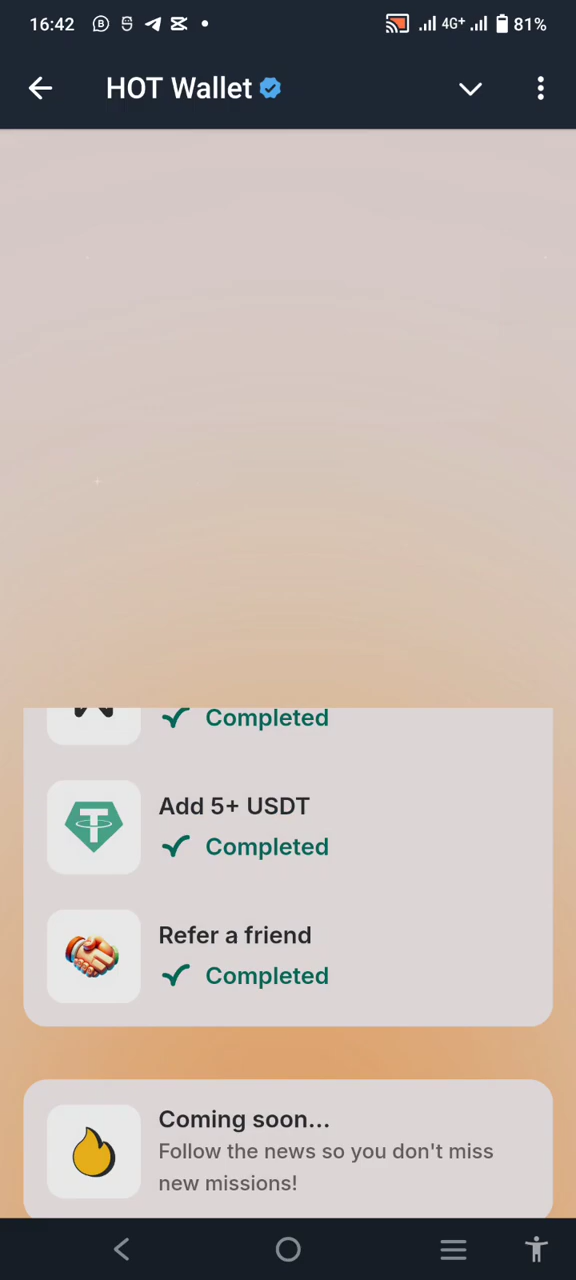 16:42 4G+ 81%
HOT Wallet
Completed
Add 5+ USDT
Completed
Refer a friend
Completed
Coming soon...
Follow the news so you don't miss
new missions!